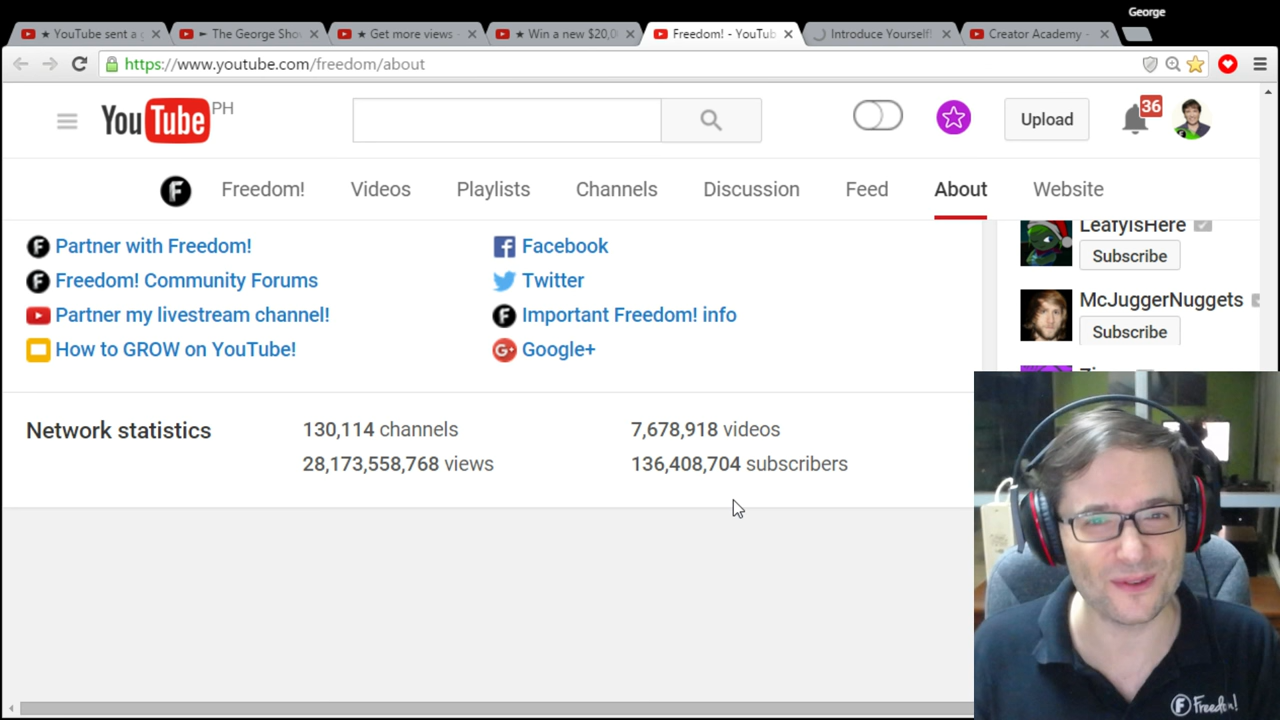 George
★ YouTube sent a g
► The George Sho
★ Get more views -
★ Win a new $20,0
Freedom! - YouTub
Introduce Yourself!
Creator Academy -
https://www.youtube.com/freedom/about
YouTube PH
Upload
36
Freedom!
Videos
Playlists
Channels
Discussion
Feed
About
Website
Partner with Freedom!
Facebook
Freedom! Community Forums
Twitter
Partner my livestream channel!
Important Freedom! info
How to GROW on YouTube!
Google+
LeafyIsHere
Subscribe
McJuggerNuggets
Subscribe
Network statistics
130,114 channels
7,678,918 videos
28,173,558,768 views
136,408,704 subscribers
Freedom!